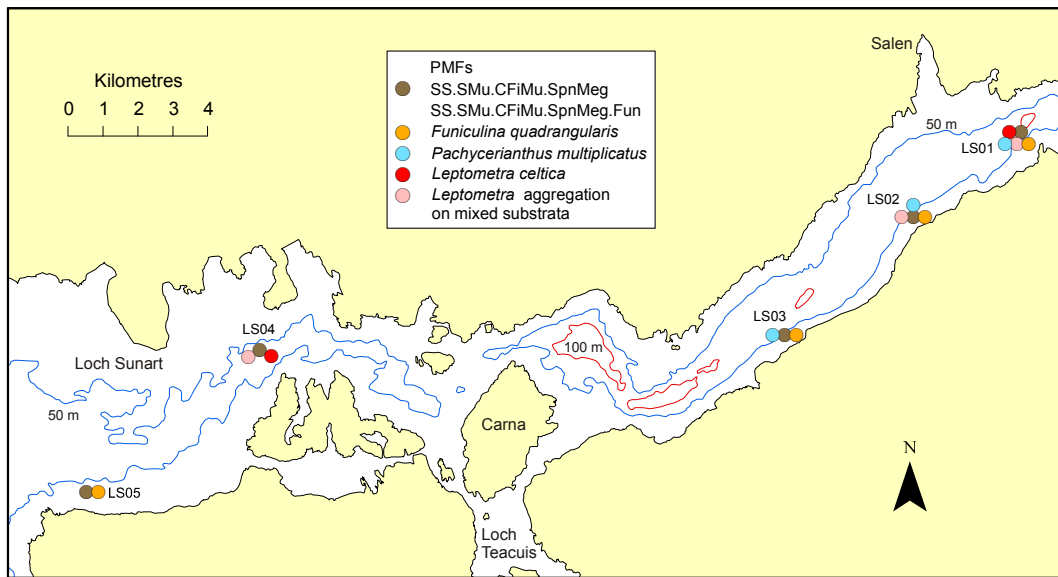 Kilometres
0 1 2 3 4
PMFs
SS.SMu.CFiMu.SpnMeg
SS.SMu.CFiMu.SpnMeg.Fun
Funiculina quadrangularis
Pachycerianthus multiplicatus
Leptometra celtica
Leptometra aggregation
on mixed substrata
Salen
50 m
LS01
LS02
LS03
LS04
Loch Sunart
100 m
50 m
Carna
LS05
N
Loch
Teacuis